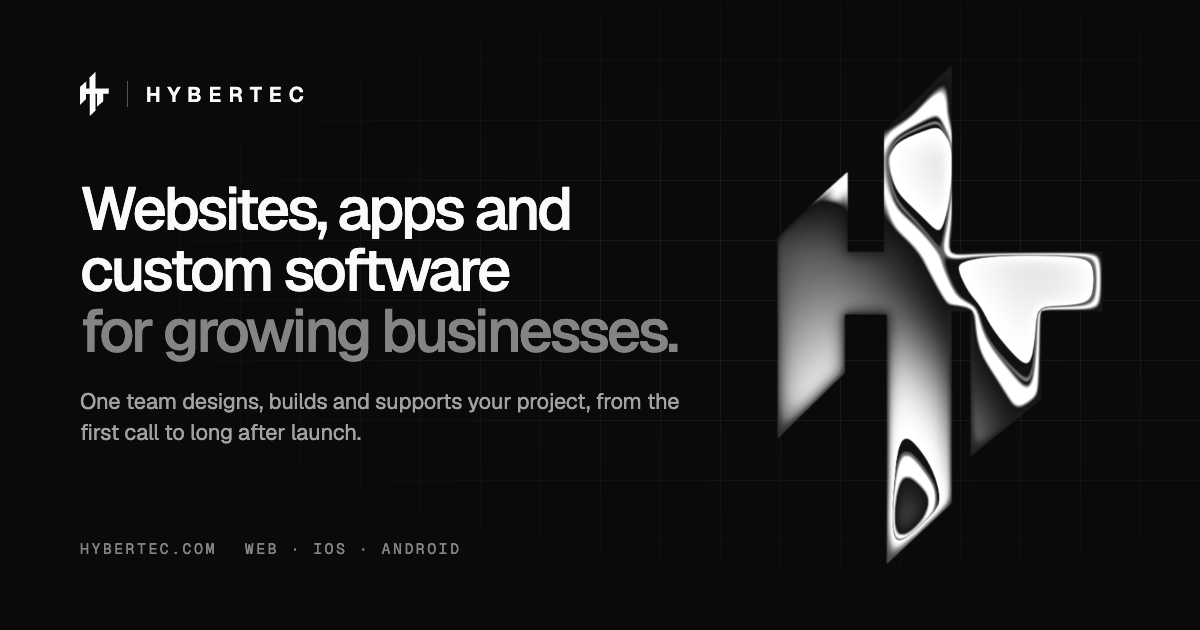 HYBERTEC
Websites, apps and
custom software
for growing businesses.
One team designs, builds and supports your project, from the
first call to long after launch.
HYBERTEC.COM WEB · IOS · ANDROID